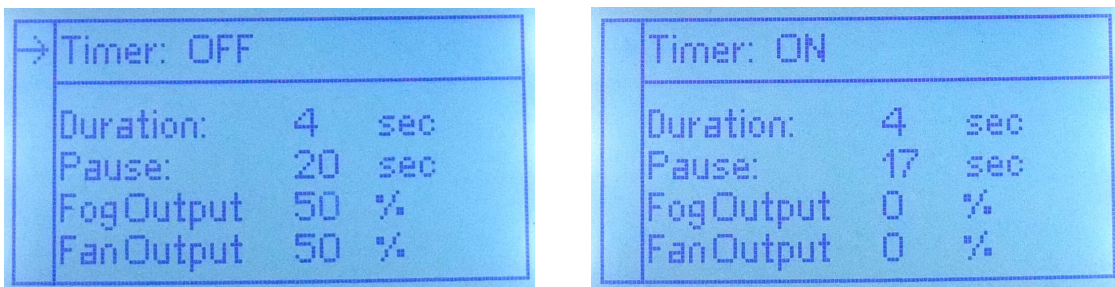 → Timer: OFF
Duration: 4 sec
Pause: 20 sec
Fog Output 50 %
Fan Output 50 %
Timer: ON
Duration: 4 sec
Pause: 17 sec
Fog Output 0 %
Fan Output 0 %